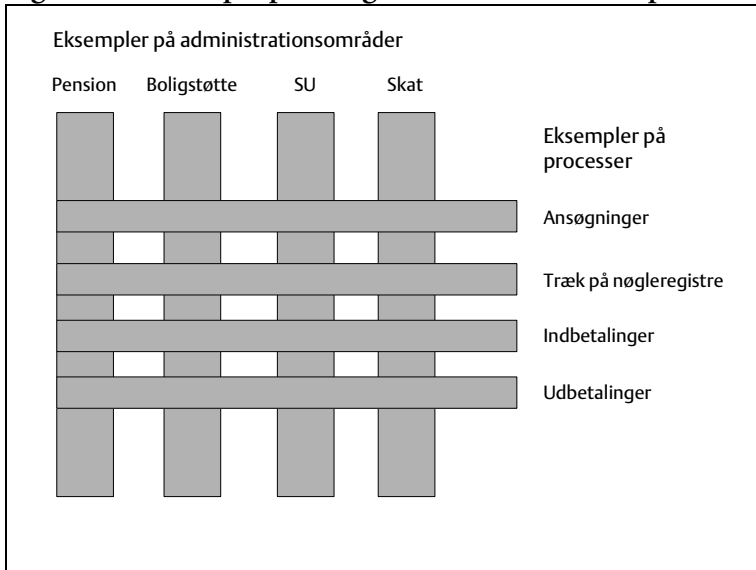 Eksempler på administrationsområder
Pension Boligstøtte SU Skat
Eksempler på
processer
Ansøgninger
Træk på nøgleregistre
Indbetalinger
Udbetalinger